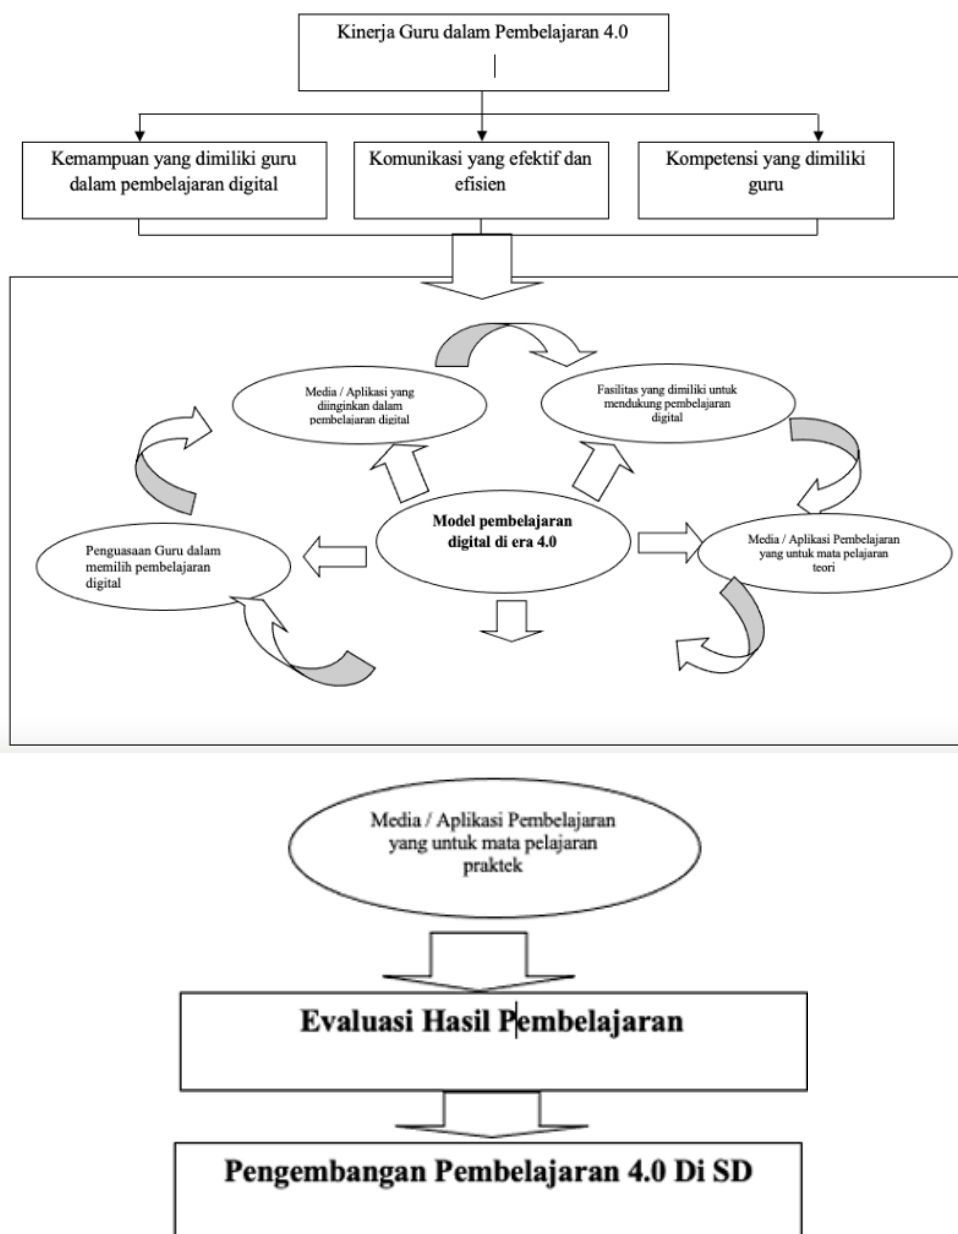 Kinerja Guru dalam Pembelajaran 4.0
Kemampuan yang dimiliki guru
dalam pembelajaran digital
Komunikasi yang efektif dan
efisien
Kompetensi yang dimiliki
guru
Media / Aplikasi yang
diinginkan dalam
pembelajaran digital
Fasilitas yang dimiliki untuk
mendukung pembelajaran
digital
Model pembelajaran
digital di era 4.0
Penguasaan Guru dalam
memilih pembelajaran
digital
Media / Aplikasi Pembelajaran
yang untuk mata pelajaran
teori
Media / Aplikasi Pembelajaran
yang untuk mata pelajaran
praktek
Evaluasi Hasil Pembelajaran
Pengembangan Pembelajaran 4.0 Di SD